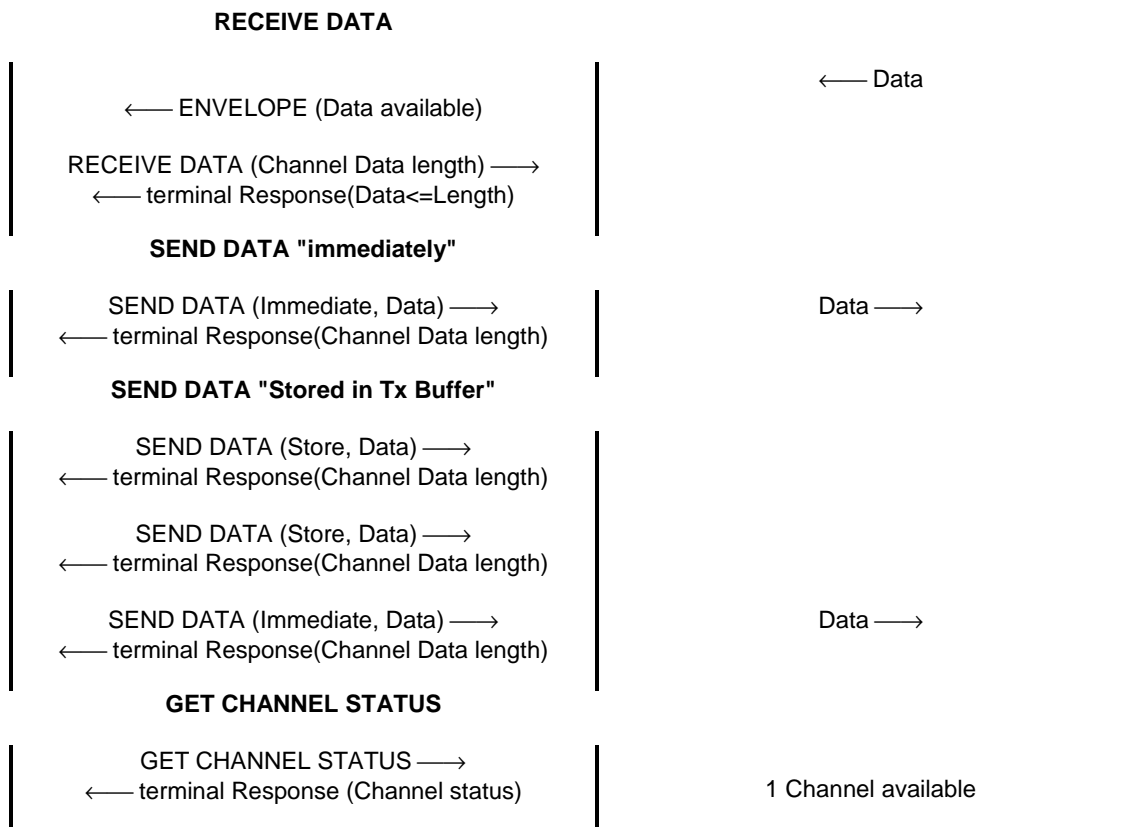 RECEIVE DATA
⟵ Data
⟵ ENVELOPE (Data available)
RECEIVE DATA (Channel Data length) ⟶
⟵ terminal Response(Data<=Length)
SEND DATA "immediately"
SEND DATA (Immediate, Data) ⟶ Data ⟶
⟵ terminal Response(Channel Data length)
SEND DATA "Stored in Tx Buffer"
SEND DATA (Store, Data) ⟶
⟵ terminal Response(Channel Data length)
SEND DATA (Store, Data) ⟶
⟵ terminal Response(Channel Data length)
SEND DATA (Immediate, Data) ⟶ Data ⟶
⟵ terminal Response(Channel Data length)
GET CHANNEL STATUS
GET CHANNEL STATUS ⟶
⟵ terminal Response (Channel status) 1 Channel available